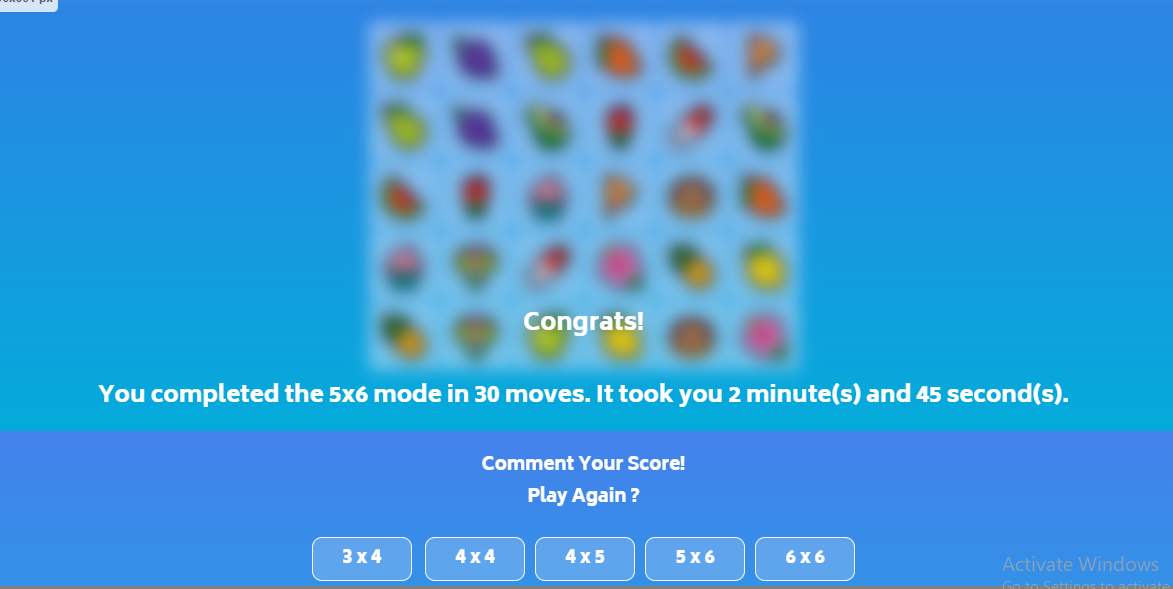 Congrats!
You completed the 5x6 mode in 30 moves. It took you 2 minute(s) and 45 second(s).
Comment Your Score!
Play Again ?
3 x 4
4 x 4
4 x 5
5 x 6
6 x 6
Activate Windows
Go to Settings to activate